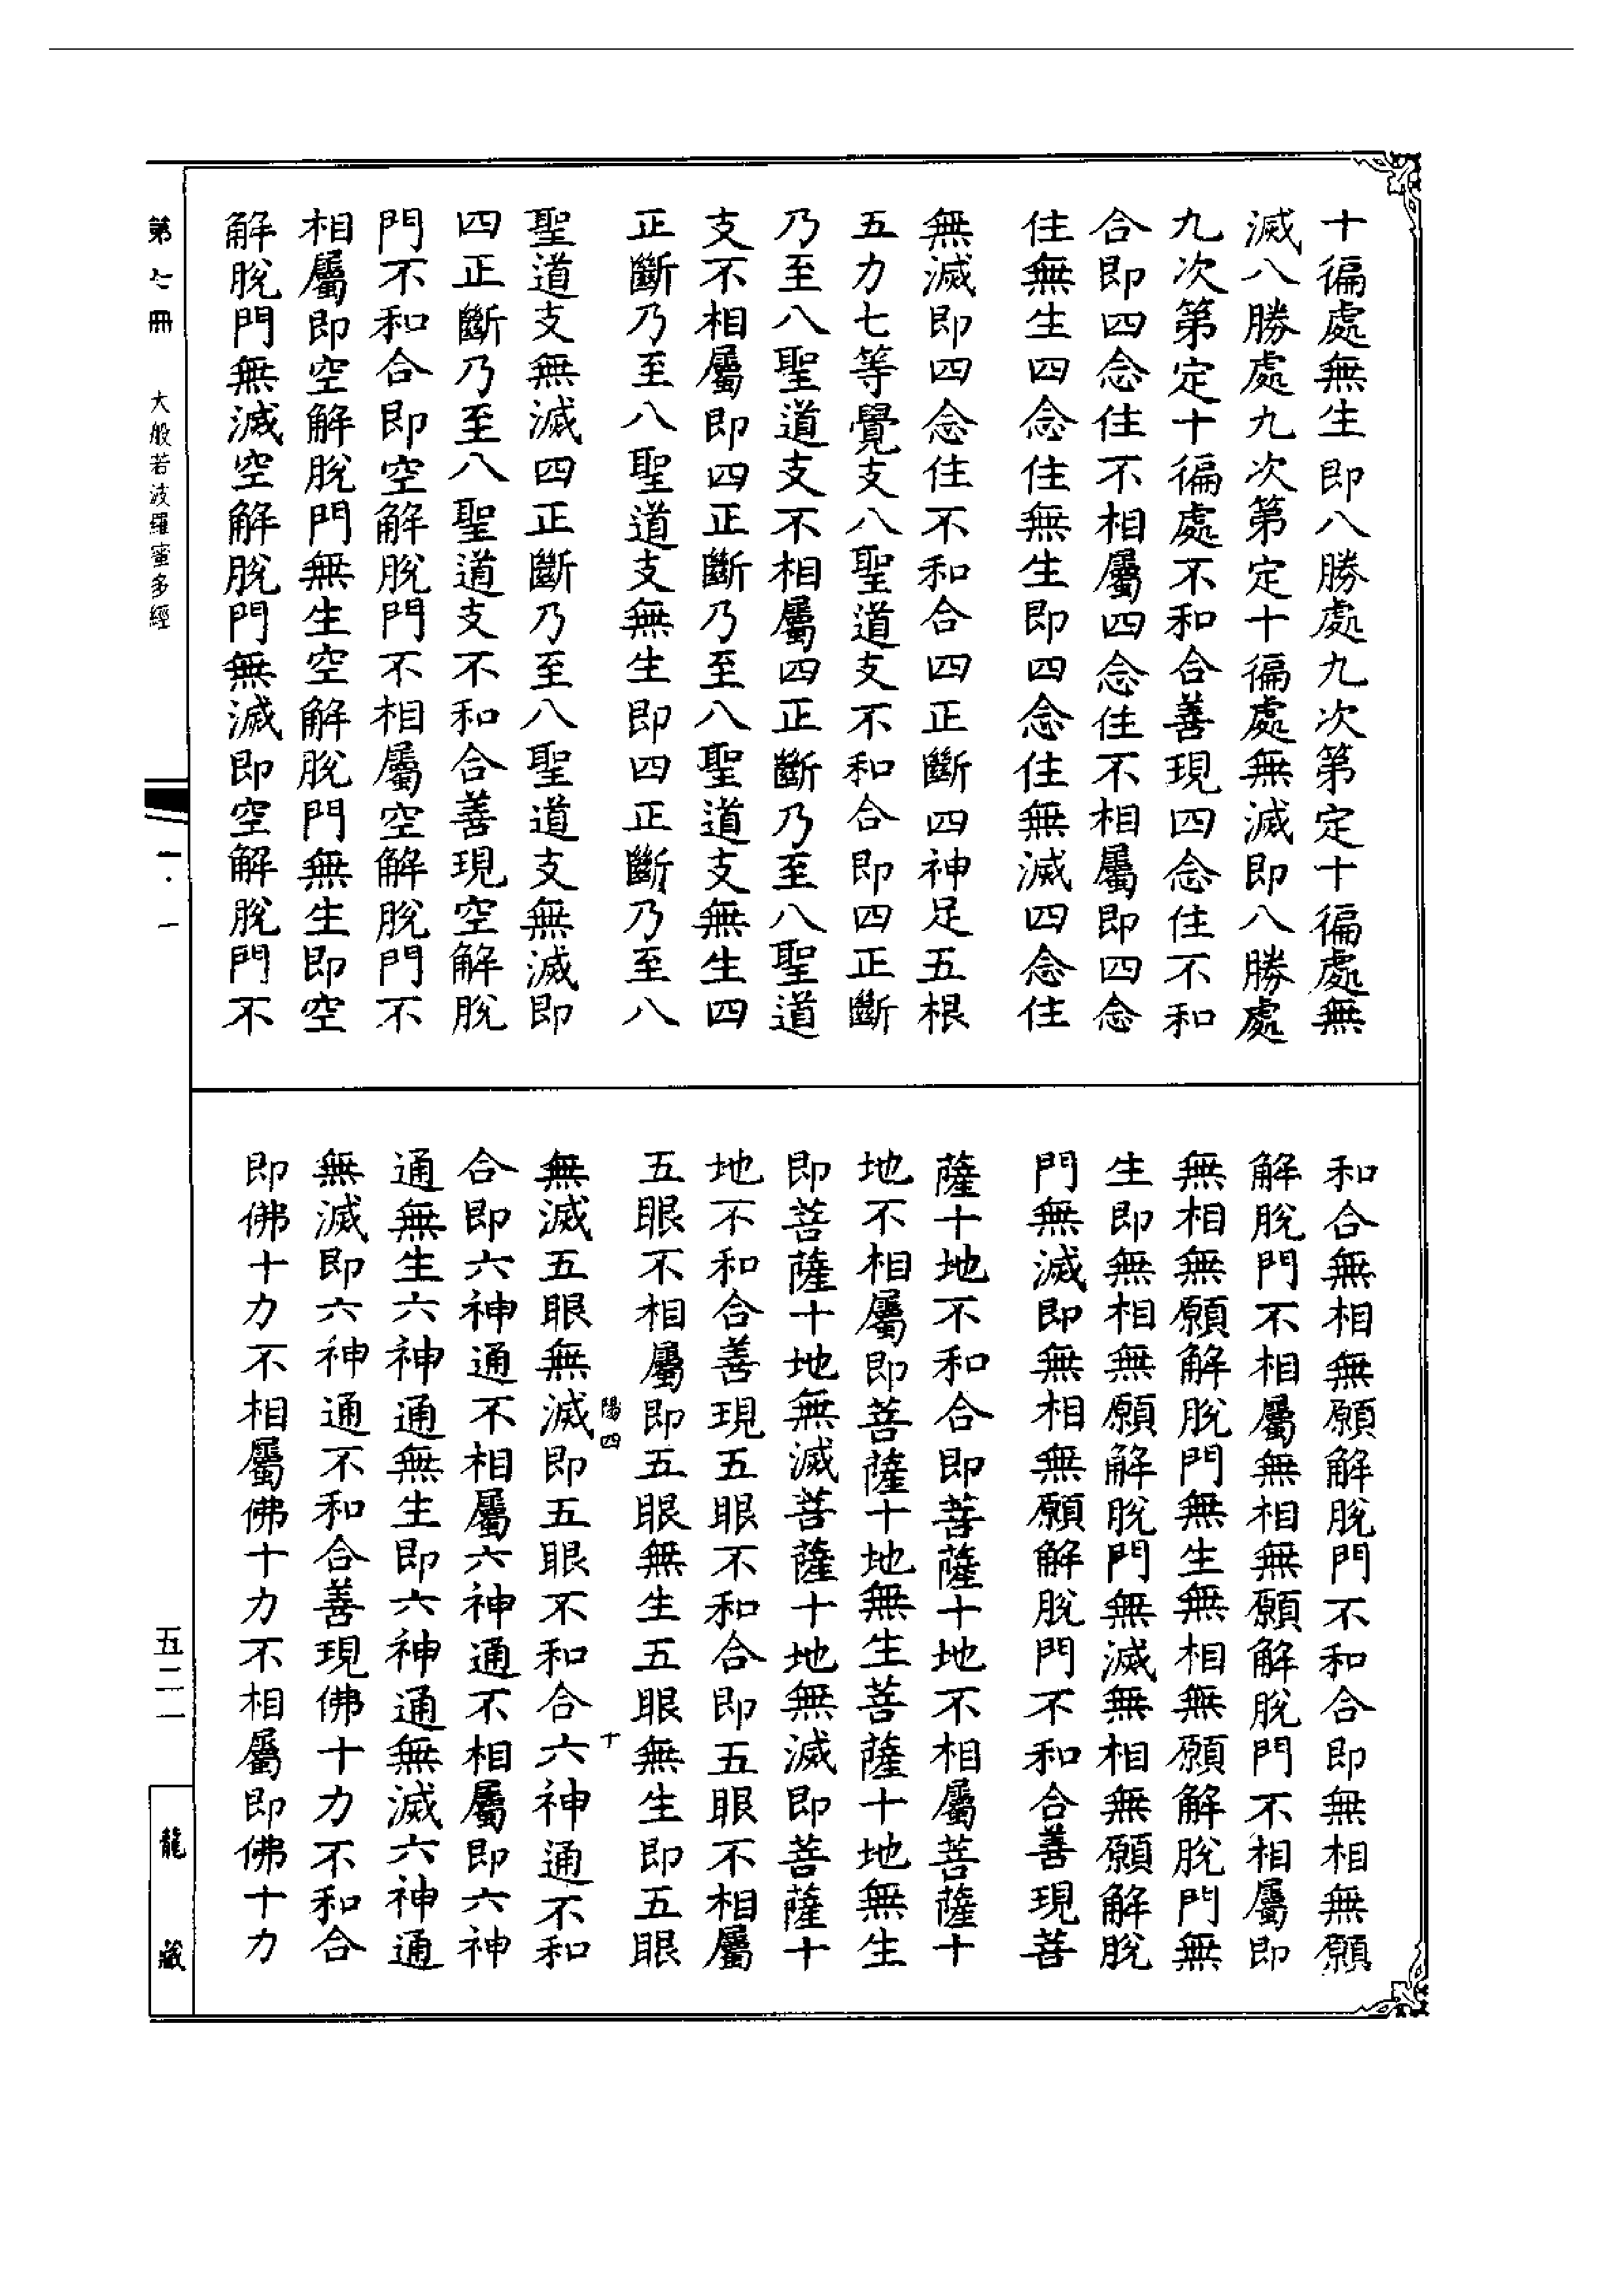 十徧處無生即八勝處九次第定十徧處無
滅八勝處九次第定十徧處無滅即八勝處
九次第定十徧處不和合善現四念住不和
合即四念住不相屬四念住不相屬即四念
住無生四念住無生即四念住無滅四念住
無滅即四念住不和合四正斷四神足五根
五力七等覺支八聖道支不和合即四正斷
乃至八聖道支不相屬四正斷乃至八聖道
支不相屬即四正斷乃至八聖道支無生四
正斷乃至八聖道支無生即四正斷乃至八
聖道支無滅四正斷乃至八聖道支無滅即
四正斷乃至八聖道支不和合善現空解脫
門不和合即空解脫門不相屬空解脫門不
相屬即空解脫門無生空解脫門無生即空
解脫門無滅空解脫門無滅即空解脫門不
和合無相無願解脫門不和合即無相無願
解脫門不相屬無相無願解脫門不相屬即
無相無願解脫門無生無相無願解脫門無
生即無相無願解脫門無滅無相無願解脫
門無滅即無相無願解脫門不和合善現菩
薩十地不和合即菩薩十地不相屬菩薩十
地不相屬即菩薩十地無生菩薩十地無生
即菩薩十地無滅菩薩十地無滅即菩薩十
地不和合善現五眼不和合即五眼不相屬
五眼不相屬即五眼無生五眼無生即五眼
陽四 十
無滅五眼無滅即五眼不和合六神通不和
合即六神通不相屬六神通不相屬即六神
通無生六神通無生即六神通無滅六神通
無滅即六神通不和合善現佛十力不和合
即佛十力不相屬佛十力不相屬即佛十力
第七冊 大般若波羅蜜多經 一·一 五二一 龍藏